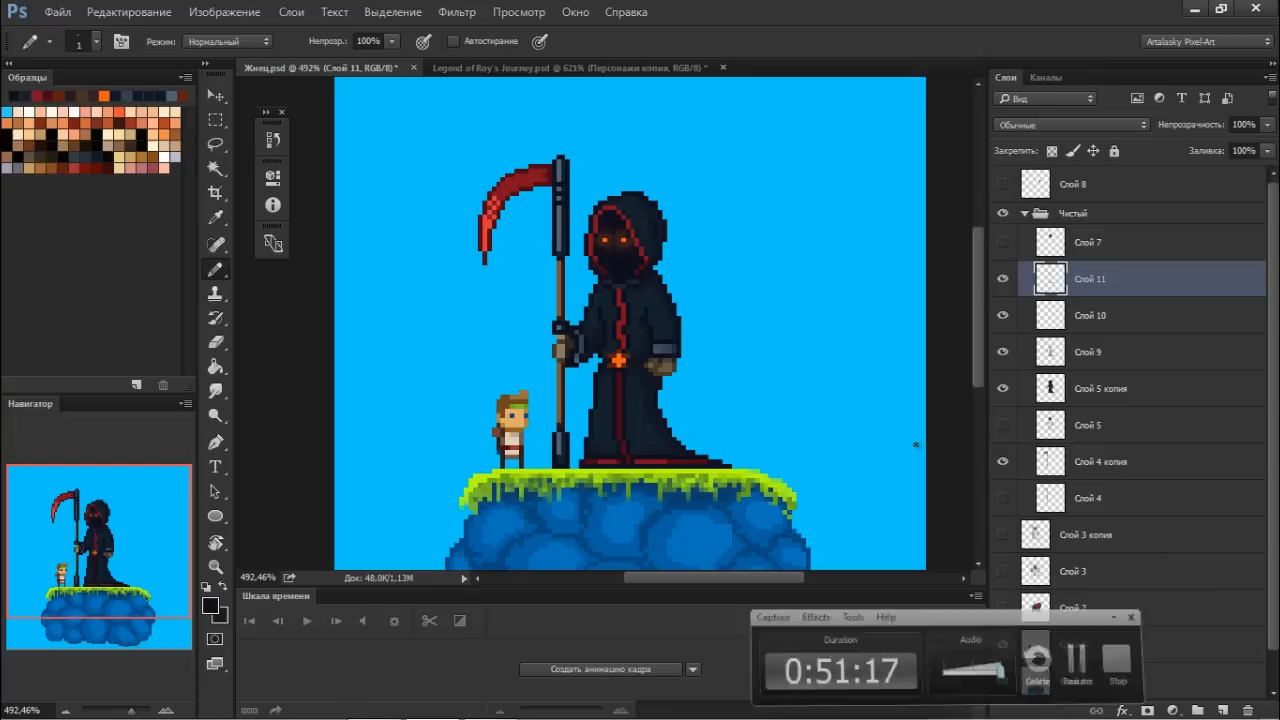 Ps Файл Редактирование Изображение Слои Текст Выделение Фильтр Просмотр Окно Справка
1 Режим: Нормальный Непрозр.: 100% Автостирание Artalasky Pixel-Art
Образцы
Жнец.psd @ 492% (Слой 11, RGB/8) * Legend of Roy's Journey.psd @ 621% (Персонажи копия, RGB/8) *
Слои Каналы
Вид
Обычные Непрозрачность: 100%
Закрепить: Заливка: 100%
Слой 8
Чистый
Слой 7
Слой 11
Слой 10
Слой 9
Слой 5 копия
Слой 5
Слой 4 копия
Слой 4
Слой 3 копия
Слой 3
Слой 2
Навигатор
492,46%
492,46% Док: 48,0K/1,13M
Шкала времени
Создать анимацию кадра
Capture Effects Tools Help
Duration Audio
0:51:17
Delete Resume Stop